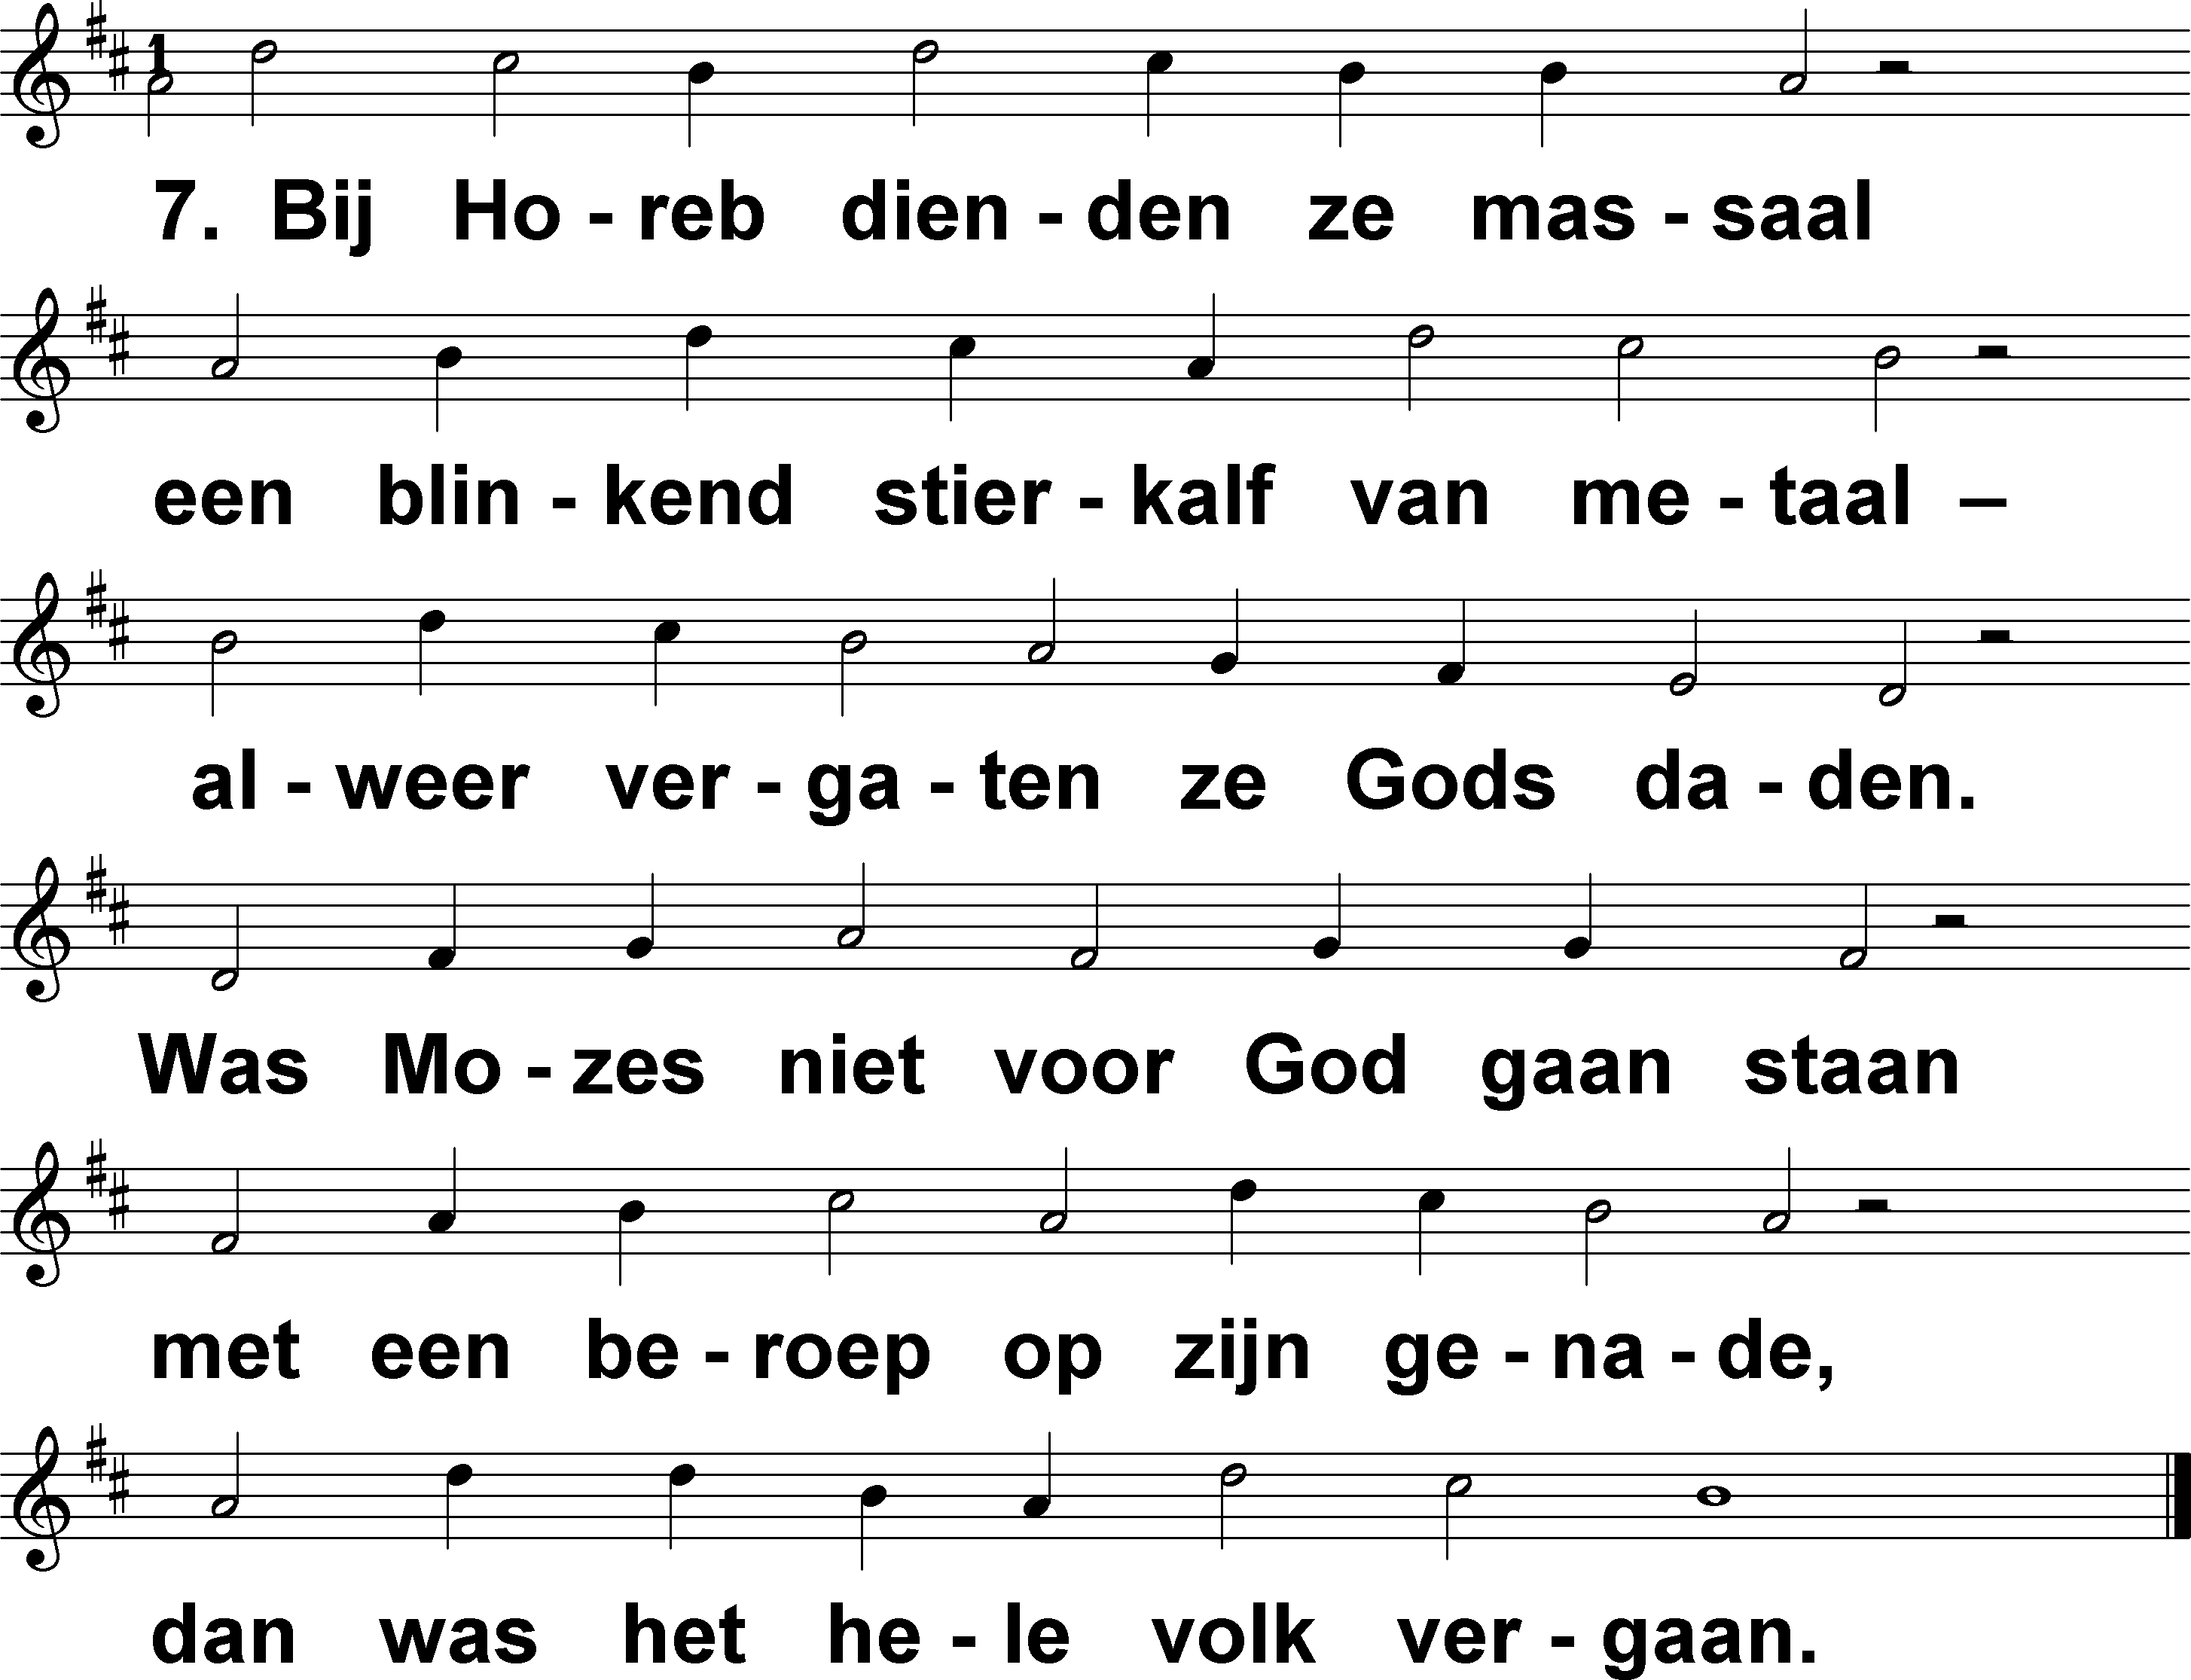 1
7. Bij Ho - reb dien - den ze mas - saal
een blin - kend stier - kalf van me - taal –
al - weer ver - ga - ten ze Gods da - den.
Was Mo - zes niet voor God gaan staan
met een be - roep op zijn ge - na - de,
dan was het he - le volk ver - gaan.